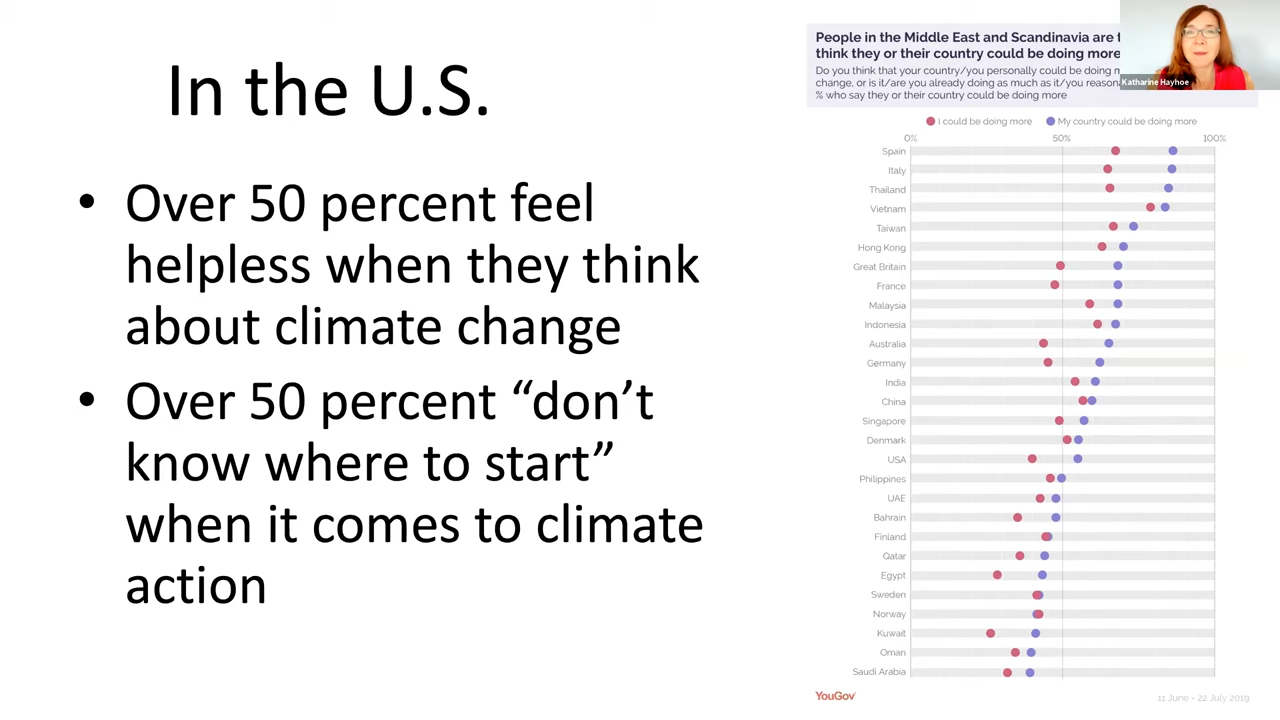 In the U.S.
• Over 50 percent feel
helpless when they think
about climate change
• Over 50 percent “don’t
know where to start”
when it comes to climate
action
People in the Middle East and Scandinavia are
think they or their country could be doing more
Do you think that your country/you personally could be doing
change, or is it/are you already doing as much as it/you
% who say they or their country could be doing more
Katharine Hayhoe
I could be doing more My country could be doing more
0% 50% 100%
Spain
Italy
Thailand
Vietnam
Taiwan
Hong Kong
Great Britain
France
Malaysia
Indonesia
Australia
Germany
India
China
Singapore
Denmark
USA
Philippines
UAE
Bahrain
Finland
Qatar
Egypt
Sweden
Norway
Kuwait
Oman
Saudi Arabia
YouGov
11 June - 22 July 2019